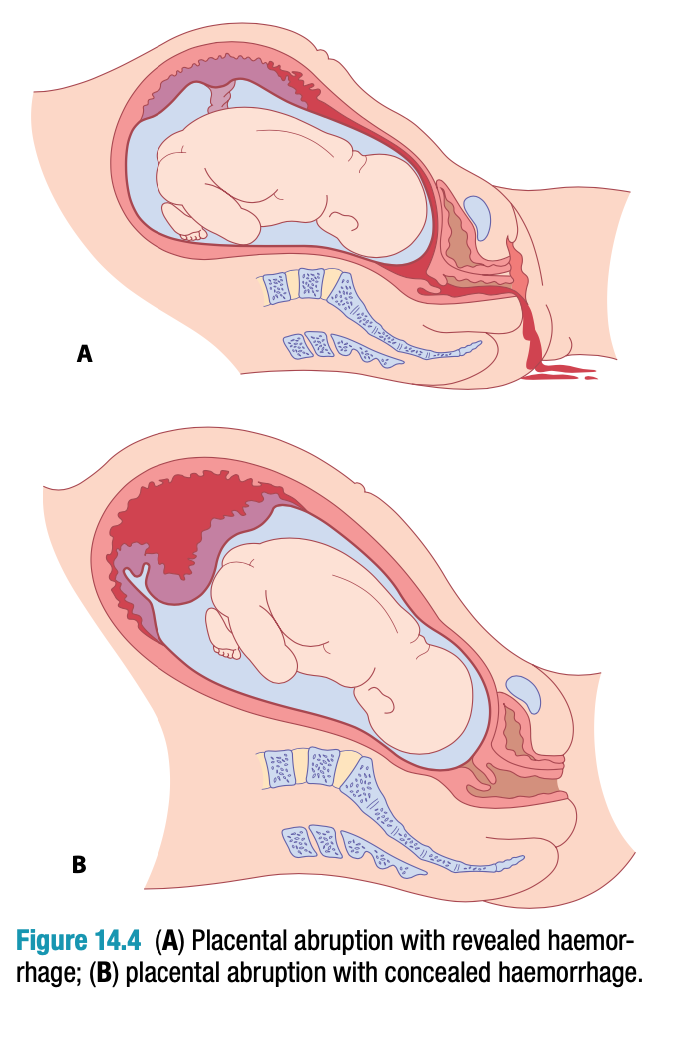 A
B
Figure 14.4 (A) Placental abruption with revealed haemor-
rhage; (B) placental abruption with concealed haemorrhage.